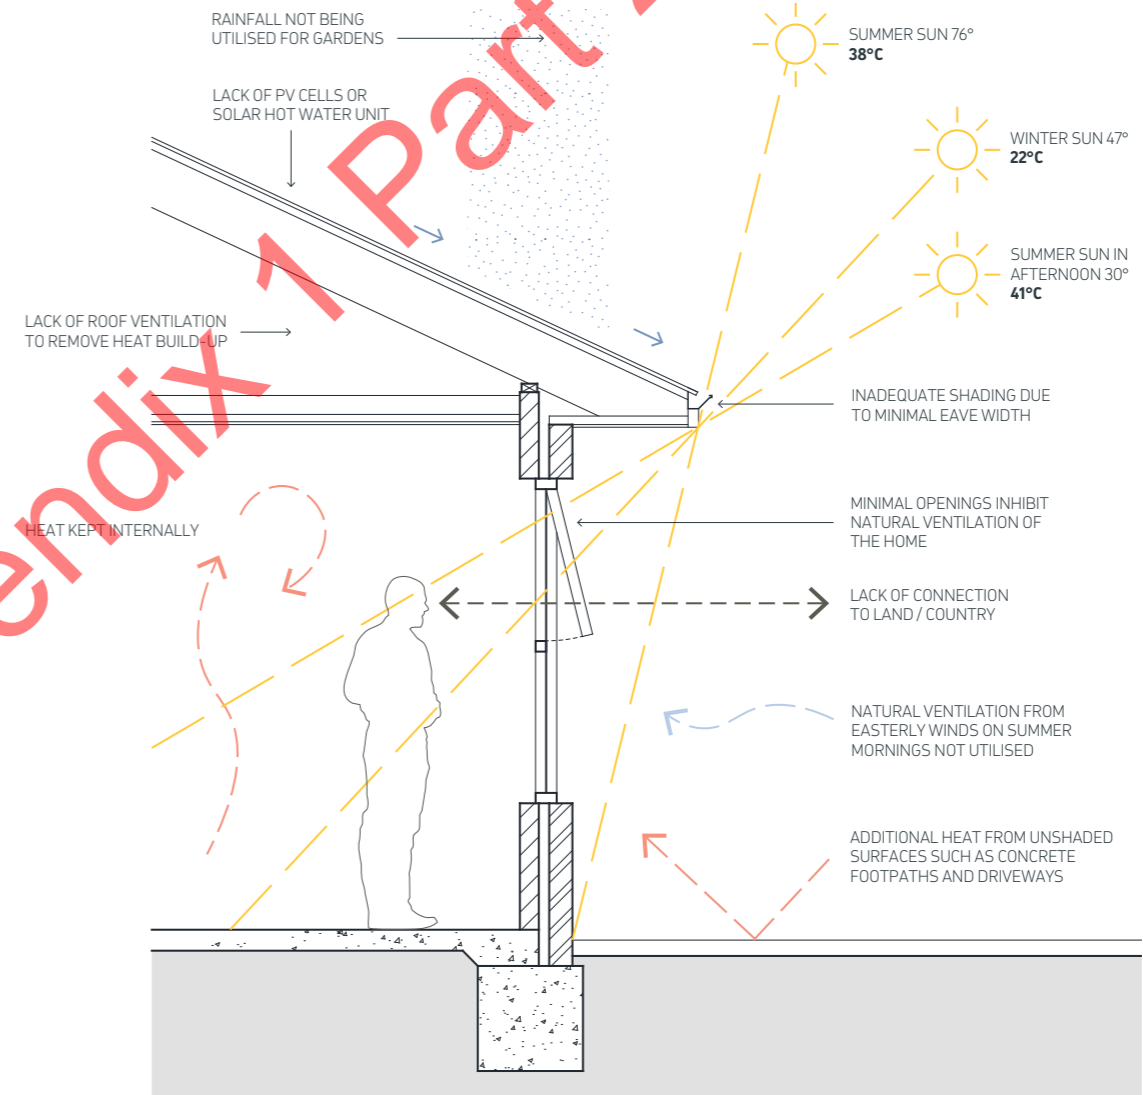 RAINFALL NOT BEING
UTILISED FOR GARDENS
SUMMER SUN 76°
38°C
LACK OF PV CELLS OR
SOLAR HOT WATER UNIT
WINTER SUN 47°
22°C
SUMMER SUN IN
AFTERNOON 30°
41°C
LACK OF ROOF VENTILATION
TO REMOVE HEAT BUILD-UP
INADEQUATE SHADING DUE
TO MINIMAL EAVE WIDTH
MINIMAL OPENINGS INHIBIT
NATURAL VENTILATION OF
THE HOME
HEAT KEPT INTERNALLY
LACK OF CONNECTION
TO LAND / COUNTRY
NATURAL VENTILATION FROM
EASTERLY WINDS ON SUMMER
MORNINGS NOT UTILISED
ADDITIONAL HEAT FROM UNSHADED
SURFACES SUCH AS CONCRETE
FOOTPATHS AND DRIVEWAYS
endix 1 Part